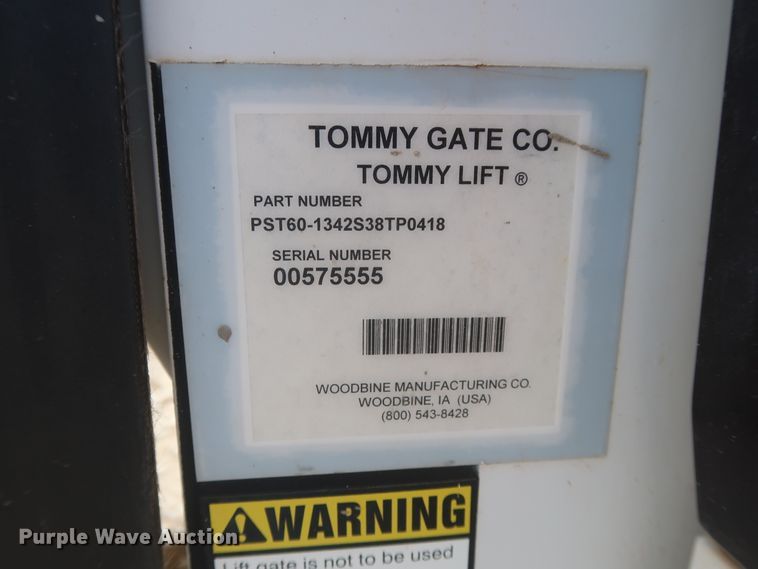 TOMMY GATE CO.
TOMMY LIFT ®
PART NUMBER
PST60-1342S38TP0418
SERIAL NUMBER
00575555
WOODBINE MANUFACTURING CO.
WOODBINE, IA (USA)
(800) 543-8428
WARNING
Lift gate is not to be used
Purple Wave Auction